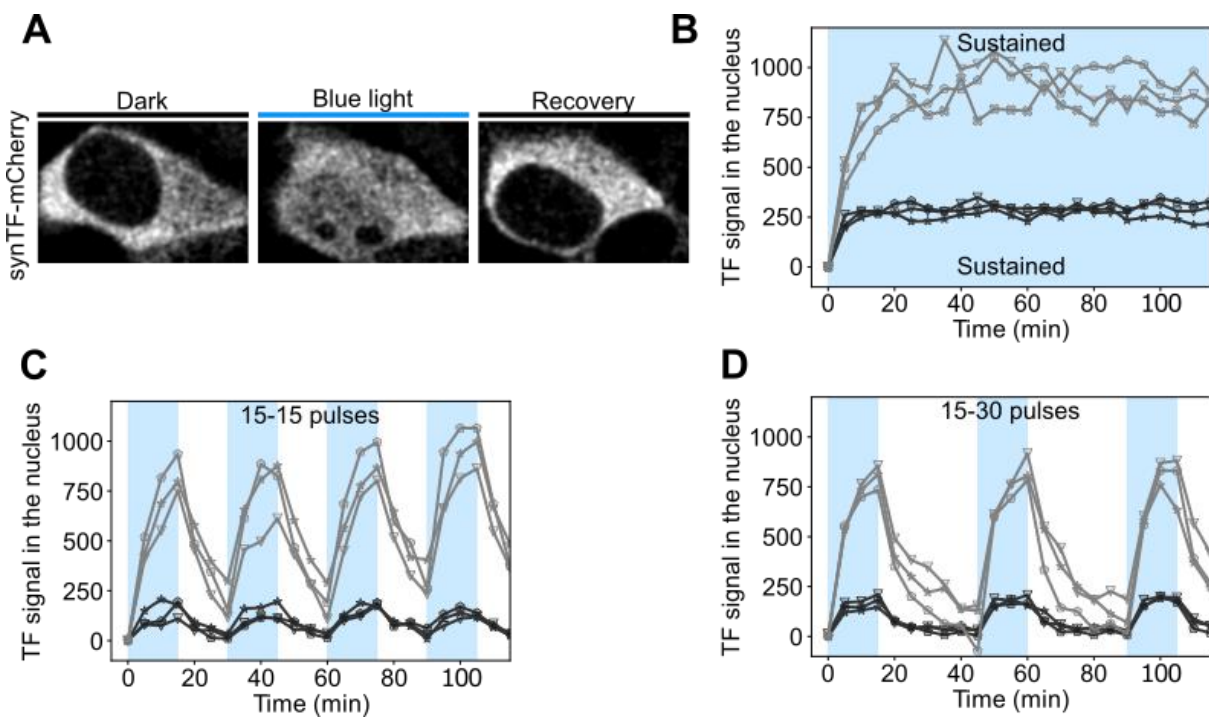 A
Dark
Blue light
Recovery
synTF-mCherry
B
Sustained
Sustained
TF signal in the nucleus
1000
750
500
250
0
0 20 40 60 80 100
Time (min)
C
15-15 pulses
TF signal in the nucleus
1000
750
500
250
0
0 20 40 60 80 100
Time (min)
D
15-30 pulses
TF signal in the nucleus
1000
750
500
250
0
0 20 40 60 80 100
Time (min)